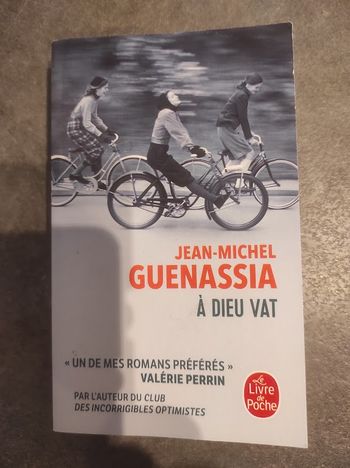 JEAN-MICHEL
GUENASSIA
À DIEU VAT
« UN DE MES ROMANS PRÉFÉRÉS »
VALÉRIE PERRIN
PAR L'AUTEUR DU CLUB
DES INCORRIGIBLES OPTIMISTES
Le
Livre
de
Poche